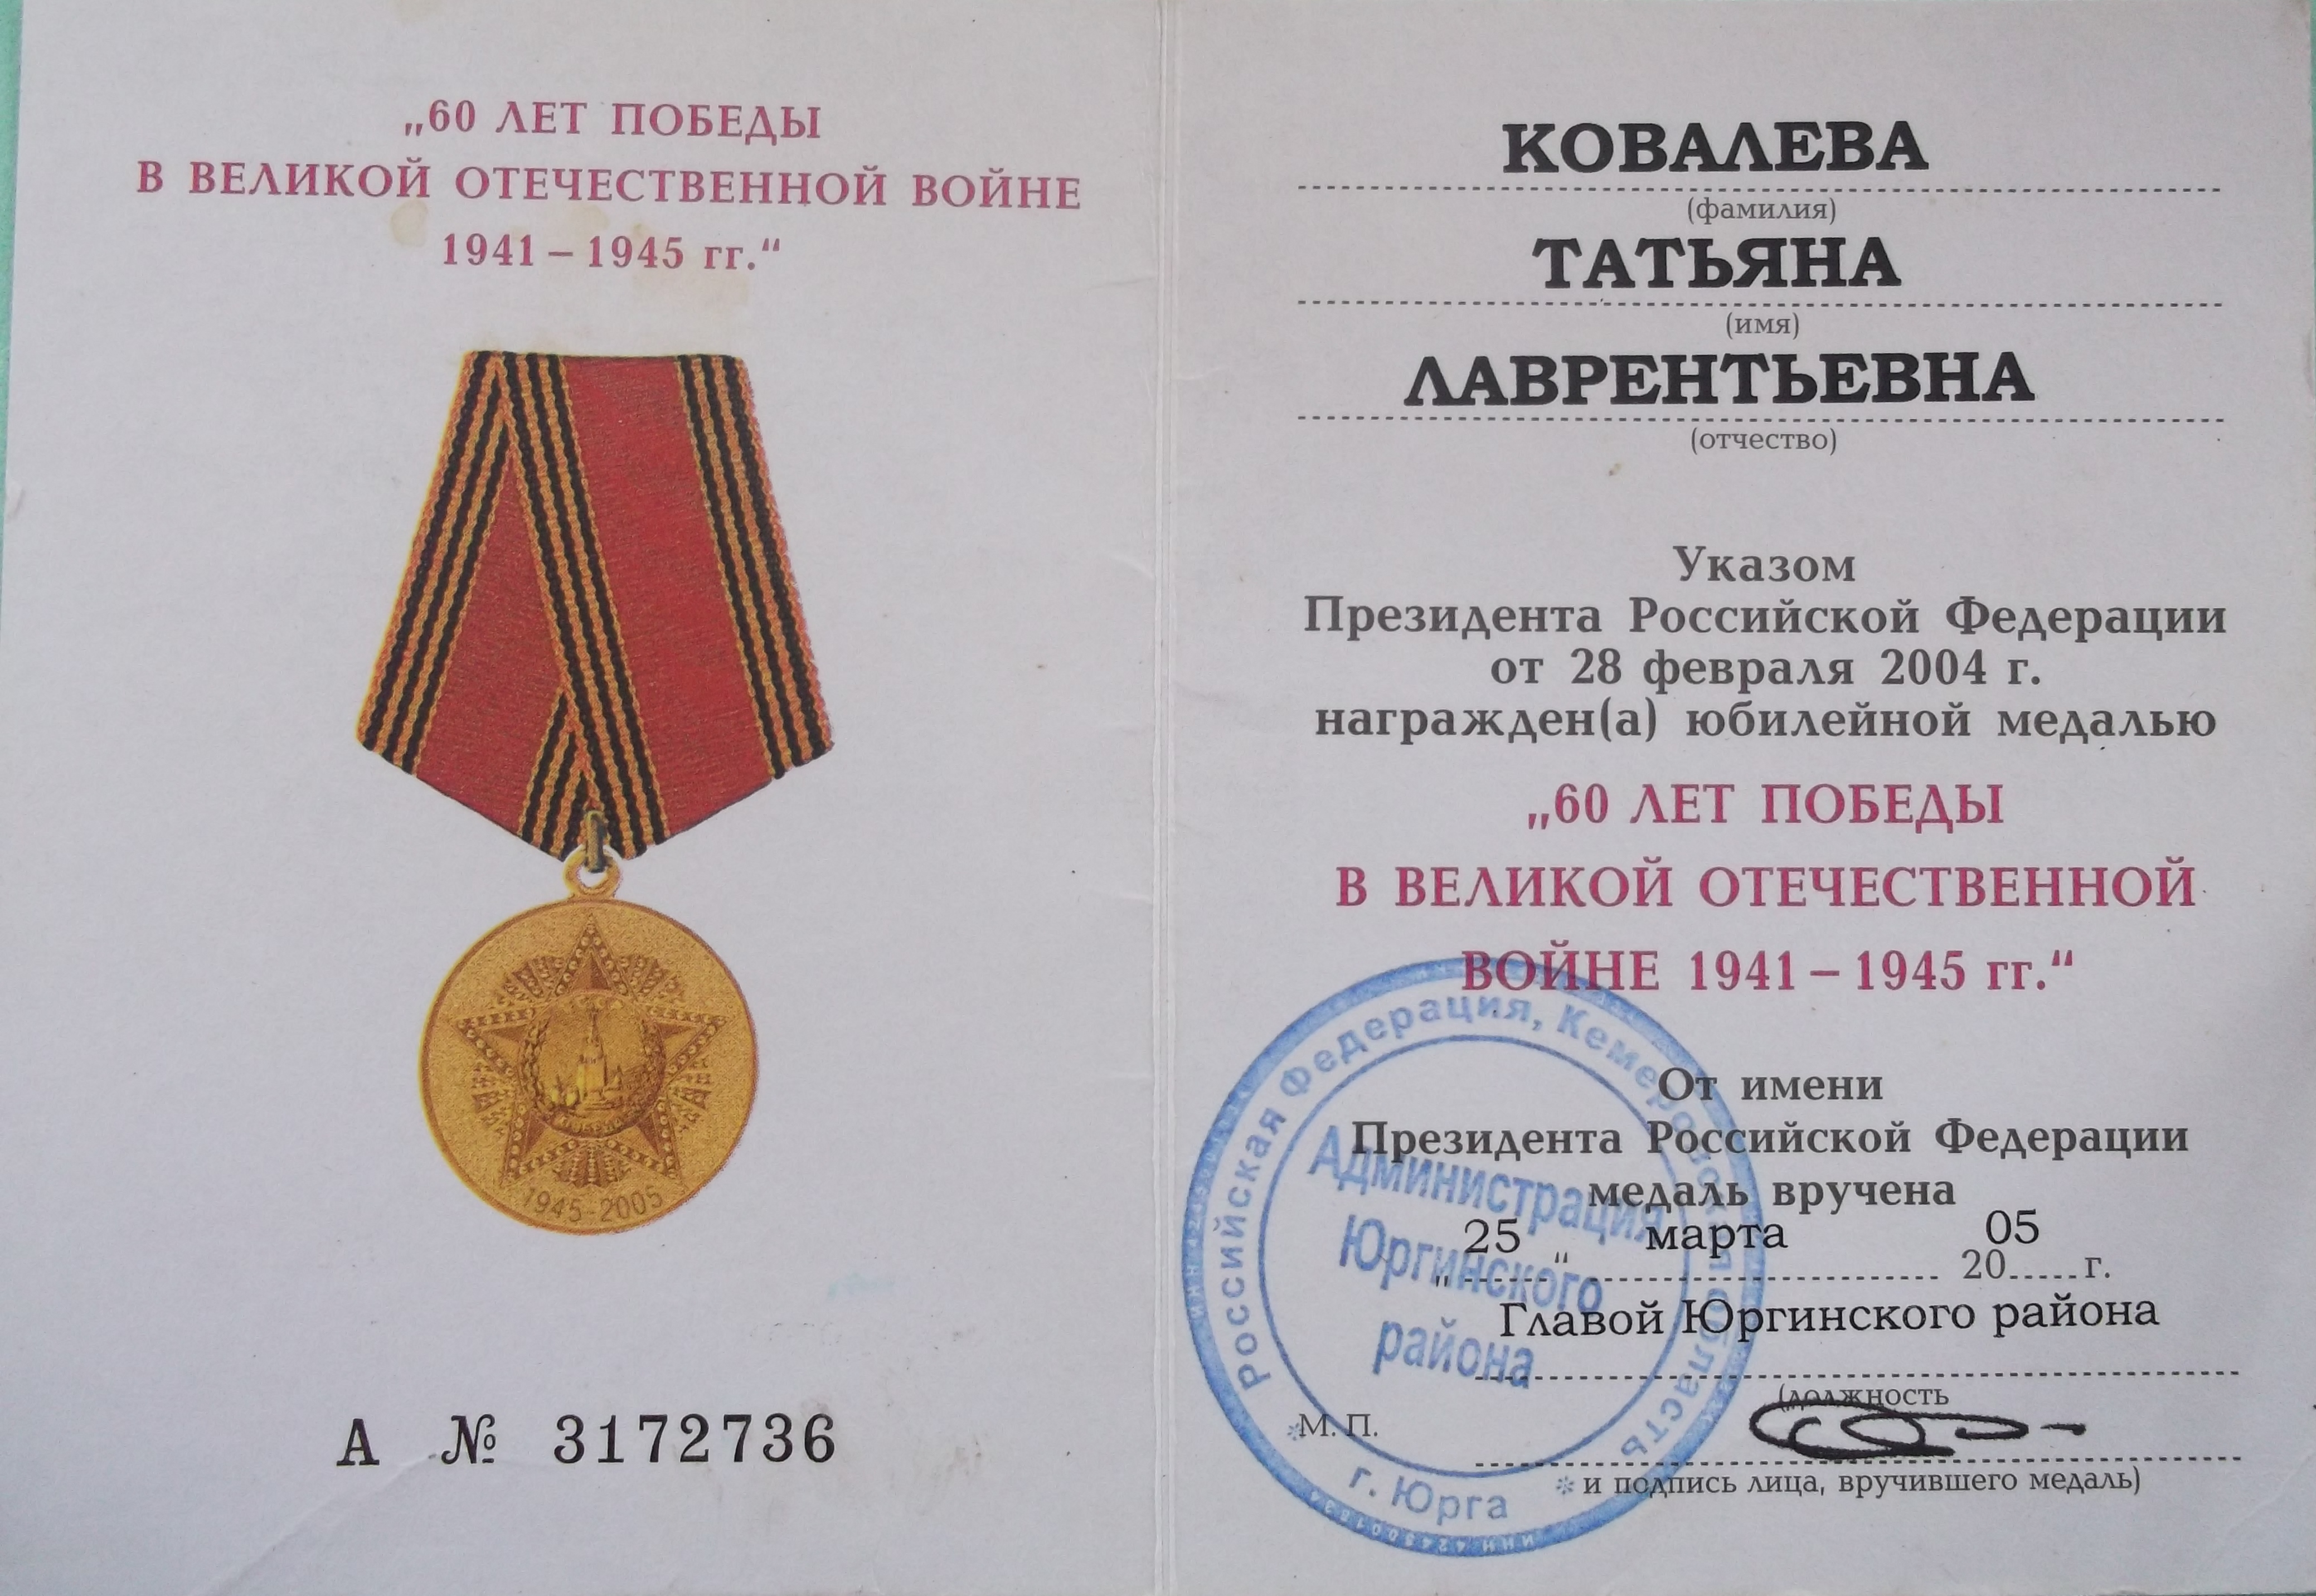 „60 ЛЕТ ПОБЕДЫ
В ВЕЛИКОЙ ОТЕЧЕСТВЕННОЙ ВОЙНЕ
1941 – 1945 гг.“
ПОБЕДА
1945-2005
А № 3172736
КОВАЛЕВА
(фамилия)
ТАТЬЯНА
(имя)
ЛАВРЕНТЬЕВНА
(отчество)
Указом
Президента Российской Федерации
от 28 февраля 2004 г.
награжден(а) юбилейной медалью
„60 ЛЕТ ПОБЕДЫ
В ВЕЛИКОЙ ОТЕЧЕСТВЕННОЙ
ВОЙНЕ 1941 – 1945 гг.“
От имени
Президента Российской Федерации
медаль вручена
„ 25 “ марта 20 05 г.
Главой Юргинского района
(должность
М. П.
и подпись лица, вручившего медаль)
Российская Федерация, Кемеровская область
г. Юрга
Администрация
Юргинского
района